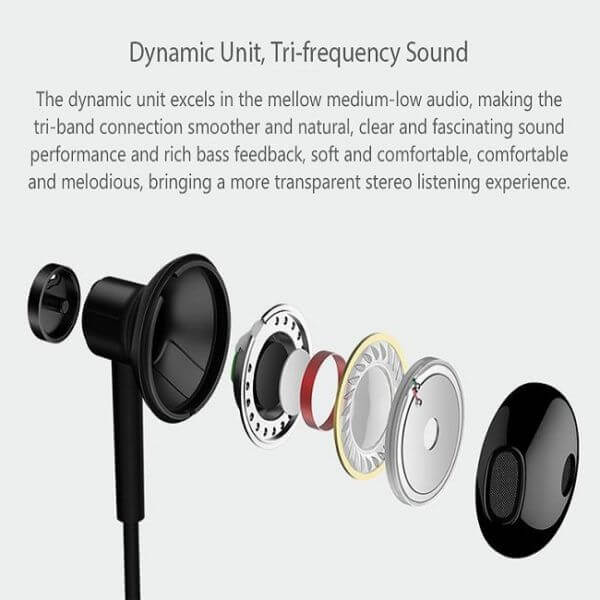 Dynamic Unit, Tri-frequency Sound
The dynamic unit excels in the mellow medium-low audio, making the
tri-band connection smoother and natural, clear and fascinating sound
performance and rich bass feedback, soft and comfortable, comfortable
and melodious, bringing a more transparent stereo listening experience.